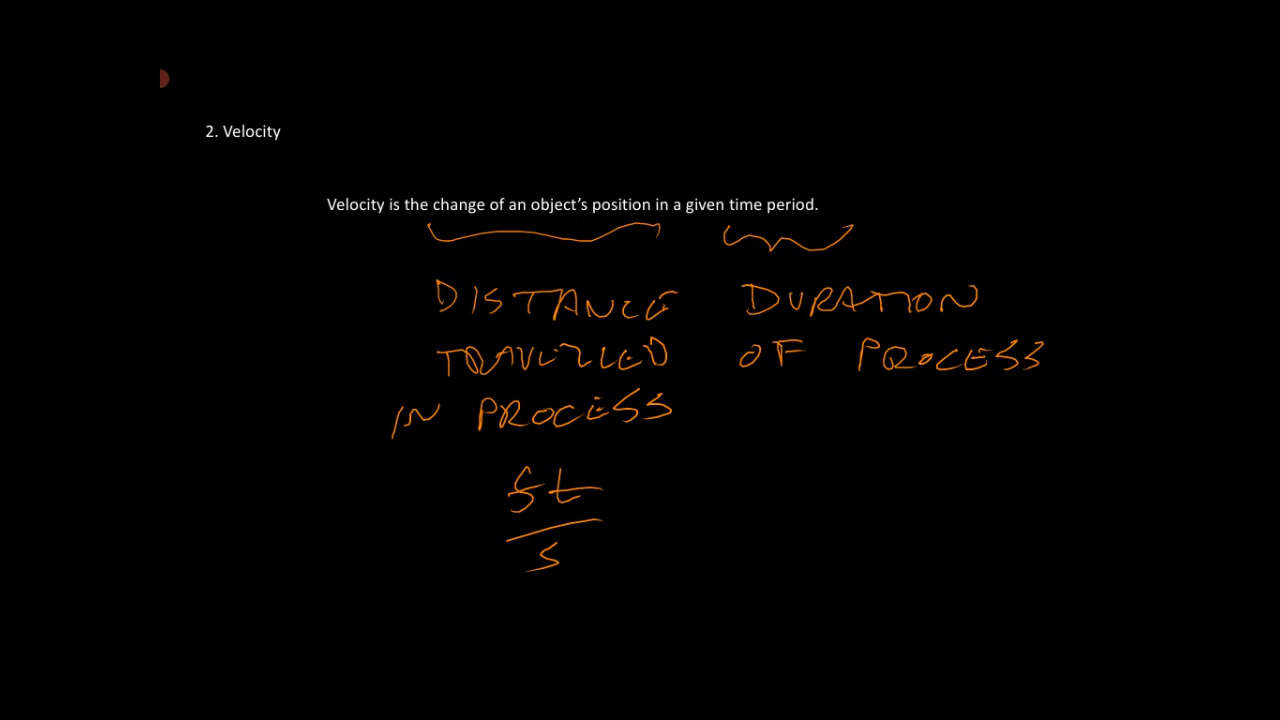 2. Velocity
Velocity is the change of an object’s position in a given time period.
DISTANCE DURATION
TRAVELLED OF PROCESS
IN PROCESS
ft
s